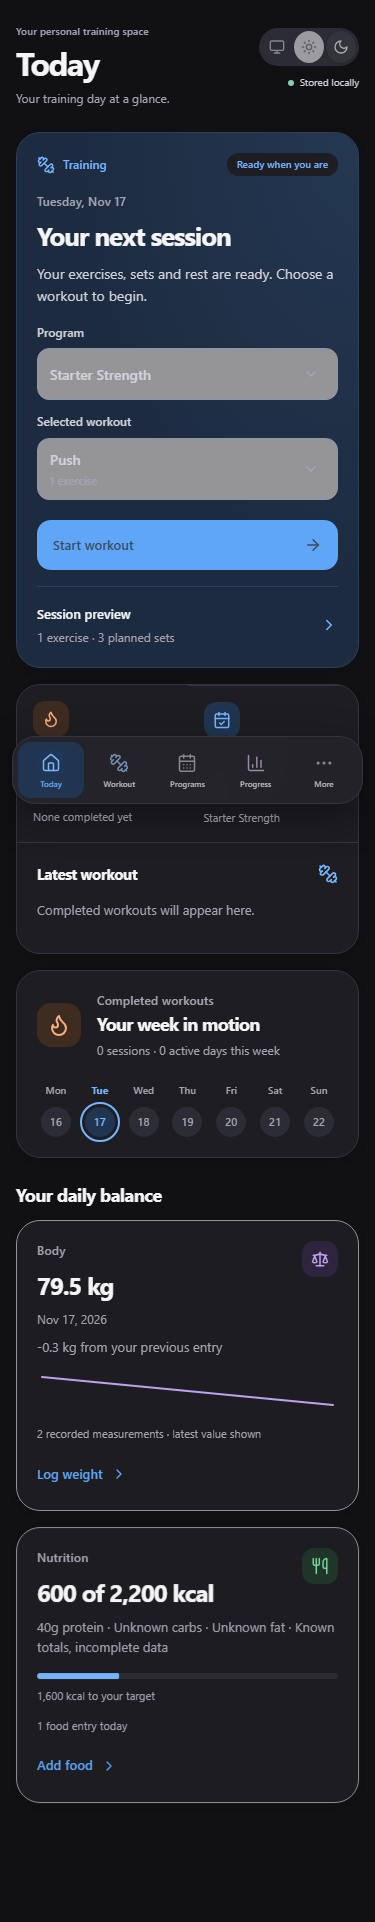 Your personal training space
Today
Your training day at a glance.
Stored locally
Training
Ready when you are
Tuesday, Nov 17
Your next session
Your exercises, sets and rest are ready. Choose a
workout to begin.
Program
Starter Strength
Selected workout
Push
1 exercise
Start workout
Session preview
1 exercise · 3 planned sets
Today
Workout
Programs
Progress
More
None completed yet
Starter Strength
Latest workout
Completed workouts will appear here.
Completed workouts
Your week in motion
0 sessions · 0 active days this week
Mon Tue Wed Thu Fri Sat Sun
16 17 18 19 20 21 22
Your daily balance
Body
79.5 kg
Nov 17, 2026
-0.3 kg from your previous entry
2 recorded measurements · latest value shown
Log weight
Nutrition
600 of 2,200 kcal
40g protein · Unknown carbs · Unknown fat · Known
totals, incomplete data
1,600 kcal to your target
1 food entry today
Add food